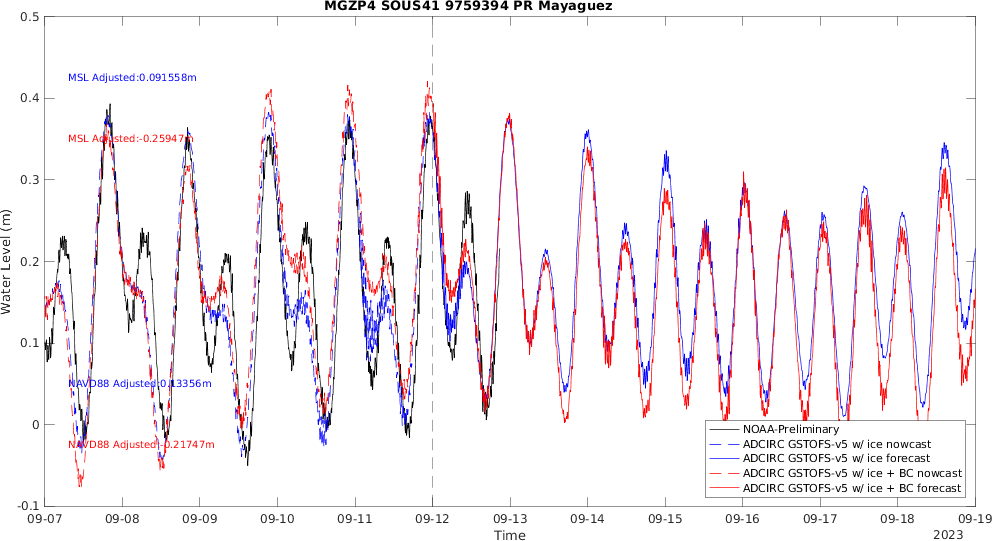 MGZP4 SOUS41 9759394 PR Mayaguez
0.5
0.4
0.3
0.2
0.1
0
-0.1
Water Level (m)
MSL Adjusted:0.091558m
MSL Adjusted:-0.25947m
NAVD88 Adjusted:0.13356m
NAVD88 Adjusted:-0.21747m
NOAA-Preliminary
ADCIRC GSTOFS-v5 w/ ice nowcast
ADCIRC GSTOFS-v5 w/ ice forecast
ADCIRC GSTOFS-v5 w/ ice + BC nowcast
ADCIRC GSTOFS-v5 w/ ice + BC forecast
09-07 09-08 09-09 09-10 09-11 09-12 09-13 09-14 09-15 09-16 09-17 09-18 09-19
Time
2023